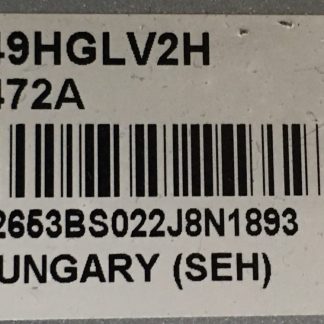 49HGLV2H
472A
2653BS022J8N1893
UNGARY (SEH)